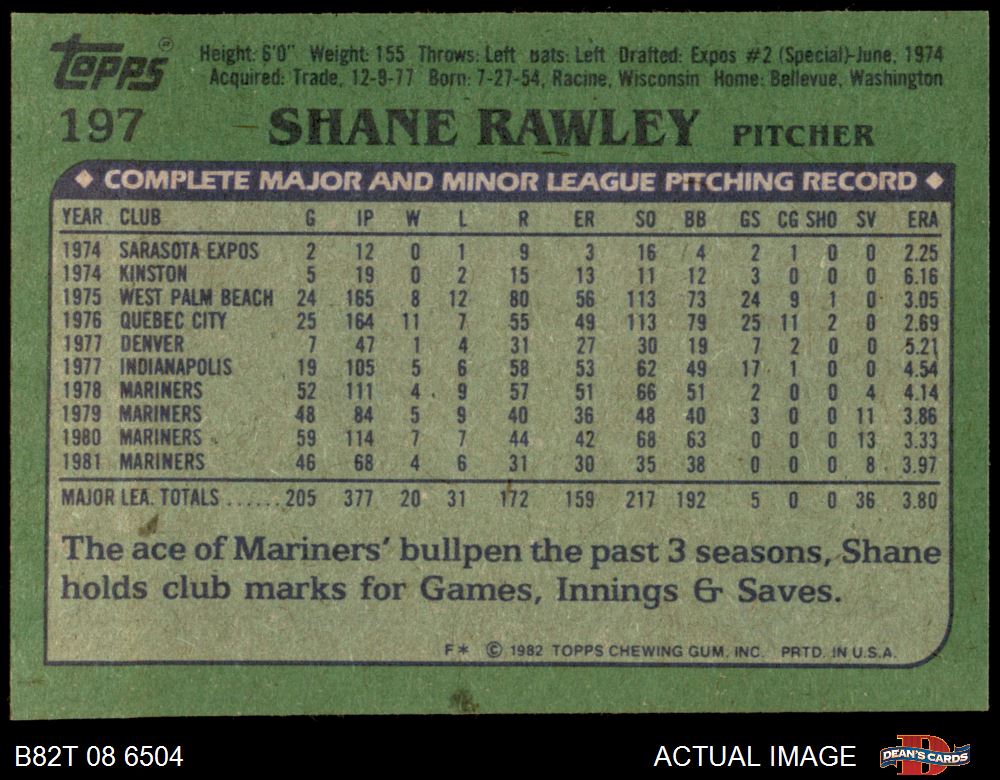 Topps® Height: 6'0" Weight: 155 Throws: Left Bats: Left Drafted: Expos #2 (Special)-June, 1974
Acquired: Trade, 12-9-77 Born: 7-27-54, Racine, Wisconsin Home: Bellevue, Washington
197 SHANE RAWLEY PITCHER
◆ COMPLETE MAJOR AND MINOR LEAGUE PITCHING RECORD ◆
YEAR CLUB G IP W L R ER SO BB GS CG SHO SV ERA
1974 SARASOTA EXPOS 2 12 0 1 9 3 16 4 2 1 0 0 2.25
1974 KINSTON 5 19 0 2 15 13 11 12 3 0 0 0 6.16
1975 WEST PALM BEACH 24 165 8 12 80 56 113 73 24 9 1 0 3.05
1976 QUEBEC CITY 25 164 11 7 55 49 113 79 25 11 2 0 2.69
1977 DENVER 7 47 1 4 31 27 30 19 7 2 0 0 5.21
1977 INDIANAPOLIS 19 105 5 6 58 53 62 49 17 1 0 0 4.54
1978 MARINERS 52 111 4 9 57 51 66 51 2 0 0 4 4.14
1979 MARINERS 48 84 5 9 40 36 48 40 3 0 0 11 3.86
1980 MARINERS 59 114 7 7 44 42 68 63 0 0 0 13 3.33
1981 MARINERS 46 68 4 6 31 30 35 38 0 0 0 8 3.97
MAJOR LEA. TOTALS ...... 205 377 20 31 172 159 217 192 5 0 0 36 3.80
The ace of Mariners' bullpen the past 3 seasons, Shane
holds club marks for Games, Innings & Saves.
F* © 1982 TOPPS CHEWING GUM, INC. PRTD. IN U.S.A.
B82T 08 6504 ACTUAL IMAGE DEAN'S CARDS